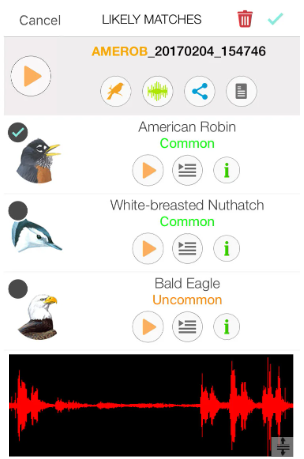 Cancel LIKELY MATCHES
AMEROB_20170204_154746
American Robin
Common
i
White-breasted Nuthatch
Common
i
Bald Eagle
Uncommon
i